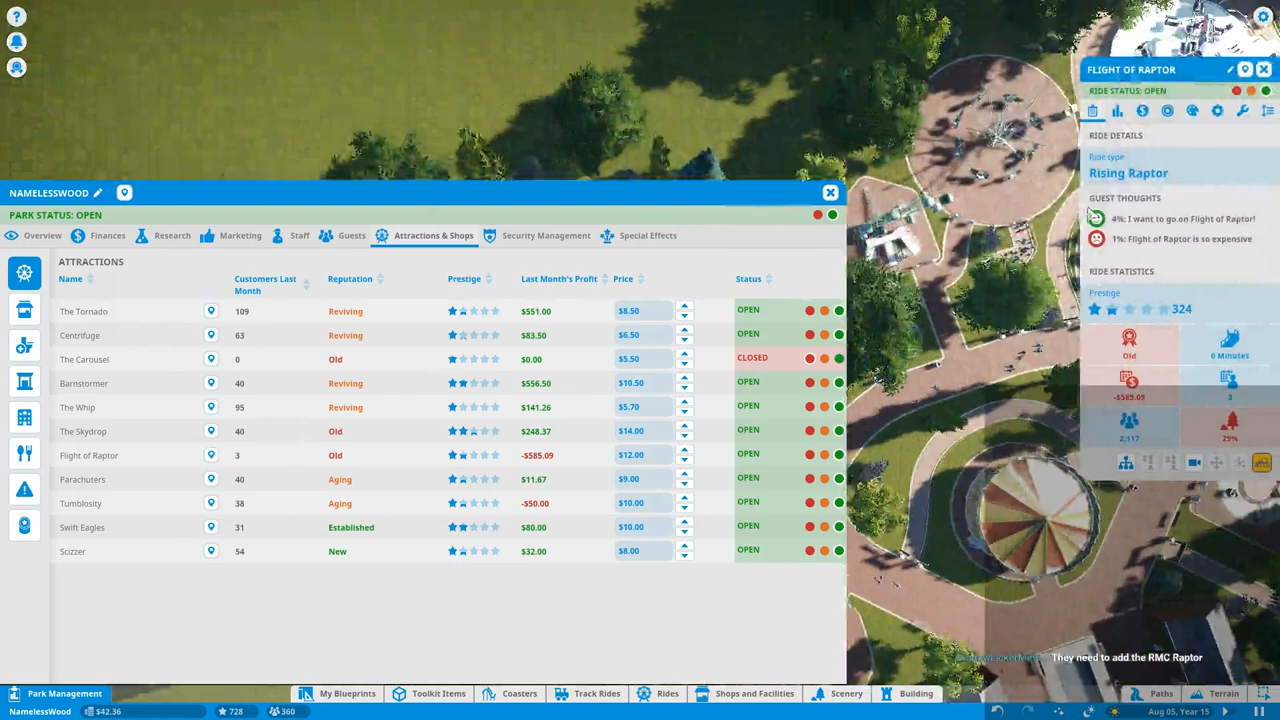 FLIGHT OF RAPTOR
RIDE STATUS: OPEN
RIDE DETAILS
Ride type
Rising Raptor
GUEST THOUGHTS
4%: I want to go on Flight of Raptor!
1%: Flight of Raptor is so expensive
RIDE STATISTICS
Prestige
324
Old 0 Minutes
-$585.09 3
2,117 29%
NAMELESSWOOD
PARK STATUS: OPEN
Overview Finances Research Marketing Staff Guests Attractions & Shops Security Management Special Effects
ATTRACTIONS
Name Customers Last Month Reputation Prestige Last Month's Profit Price Status
The Tornado 109 Reviving $551.00 $8.50 OPEN
Centrifuge 63 Reviving $83.50 $6.50 OPEN
The Carousel 0 Old $0.00 $5.50 CLOSED
Barnstormer 40 Reviving $556.50 $10.50 OPEN
The Whip 95 Reviving $141.26 $5.70 OPEN
The Skydrop 40 Old $248.37 $14.00 OPEN
Flight of Raptor 3 Old -$585.09 $12.00 OPEN
Parachuters 40 Aging $11.67 $9.00 OPEN
Tumblosity 38 Aging -$50.00 $10.00 OPEN
Swift Eagles 31 Established $80.00 $10.00 OPEN
Scizzer 54 New $32.00 $8.00 OPEN
They need to add the RMC Raptor
Park Management My Blueprints Toolkit Items Coasters Track Rides Rides Shops and Facilities Scenery Building Paths Terrain
NamelessWood $42.36 728 360 Aug 05, Year 15